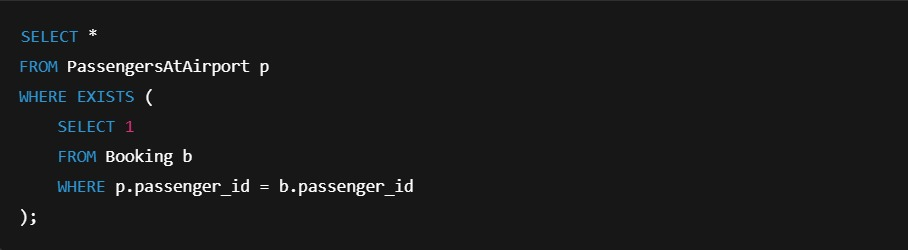 SELECT *
FROM PassengersAtAirport p
WHERE EXISTS (
    SELECT 1
    FROM Booking b
    WHERE p.passenger_id = b.passenger_id
);